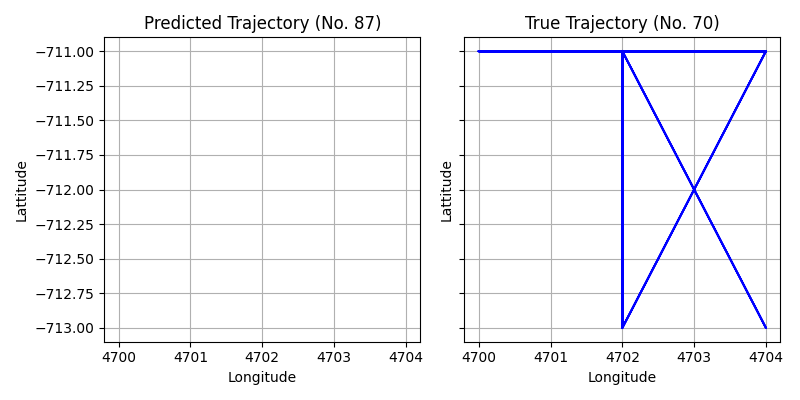 Predicted Trajectory (No. 87)
True Trajectory (No. 70)
−711.00
−711.25
−711.50
−711.75
−712.00
−712.25
−712.50
−712.75
−713.00
Lattitude
Lattitude
4700 4701 4702 4703 4704
4700 4701 4702 4703 4704
Longitude
Longitude